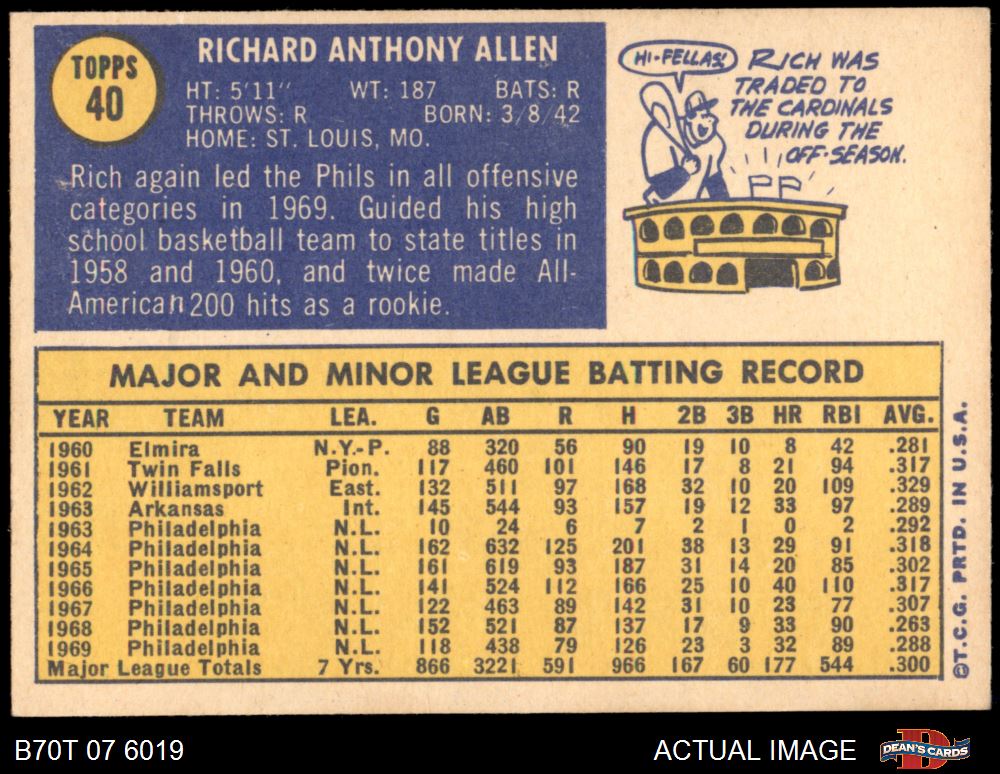 TOPPS
40
RICHARD ANTHONY ALLEN
HT: 5'11" WT: 187 BATS: R
THROWS: R BORN: 3/8/42
HOME: ST. LOUIS, MO.
Rich again led the Phils in all offensive
categories in 1969. Guided his high
school basketball team to state titles in
1958 and 1960, and twice made All-
American 200 hits as a rookie.
HI-FELLAS!
RICH WAS
TRADED TO
THE CARDINALS
DURING THE
OFF-SEASON.
MAJOR AND MINOR LEAGUE BATTING RECORD
YEAR TEAM LEA. G AB R H 2B 3B HR RBI AVG.
1960 Elmira N.Y.-P. 88 320 56 90 19 10 8 42 .281
1961 Twin Falls Pion. 117 460 101 146 17 8 21 94 .317
1962 Williamsport East. 132 511 97 168 32 10 20 109 .329
1963 Arkansas Int. 145 544 93 157 19 12 33 97 .289
1963 Philadelphia N.L. 10 24 6 7 2 1 0 2 .292
1964 Philadelphia N.L. 162 632 125 201 38 13 29 91 .318
1965 Philadelphia N.L. 161 619 93 187 31 14 20 85 .302
1966 Philadelphia N.L. 141 524 112 166 25 10 40 110 .317
1967 Philadelphia N.L. 122 463 89 142 31 10 23 77 .307
1968 Philadelphia N.L. 152 521 87 137 17 9 33 90 .263
1969 Philadelphia N.L. 118 438 79 126 23 3 32 89 .288
Major League Totals 7 Yrs. 866 3221 591 966 167 60 177 544 .300
©T.C.G. PRTD. IN U.S.A.
B70T 07 6019
ACTUAL IMAGE
DEAN'S CARDS